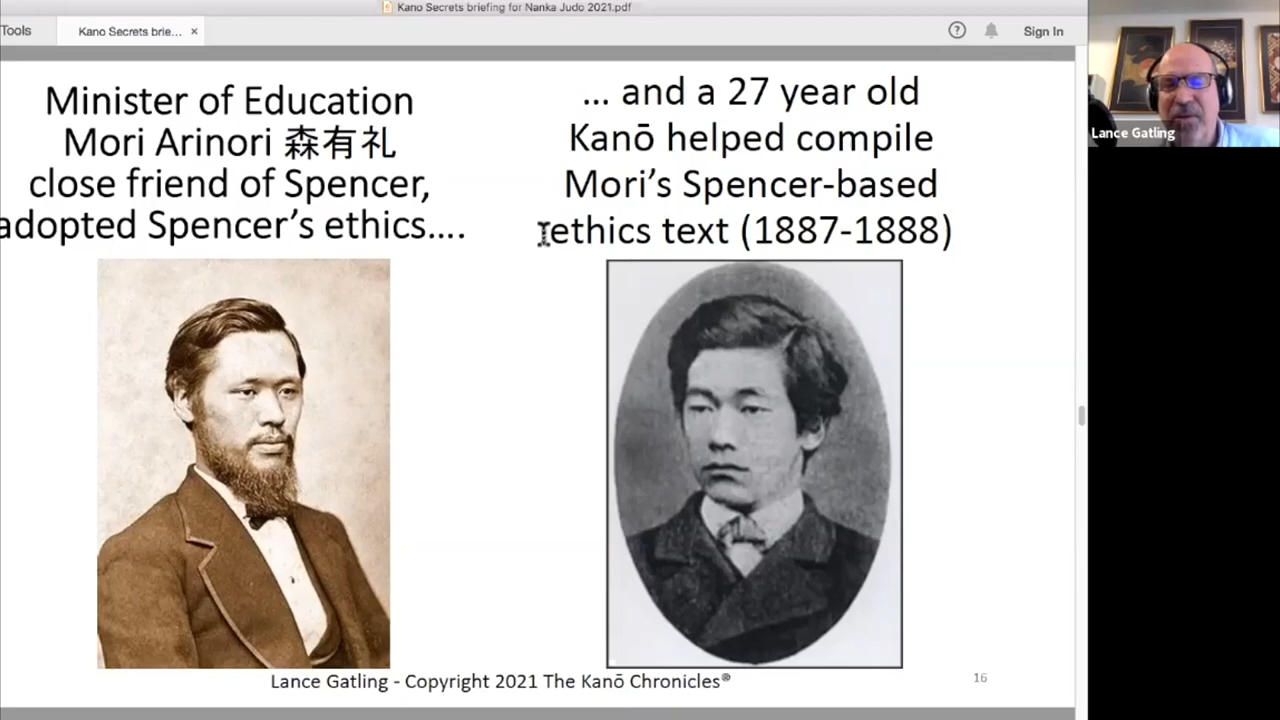 Kano Secrets briefing for Nanka Judo 2021.pdf
Tools
Kano Secrets brie... ×
? Sign In
Minister of Education
Mori Arinori 森有礼
close friend of Spencer,
adopted Spencer's ethics....
... and a 27 year old
Kanō helped compile
Mori's Spencer-based
ethics text (1887-1888)
Lance Gatling
Lance Gatling - Copyright 2021 The Kanō Chronicles®
16